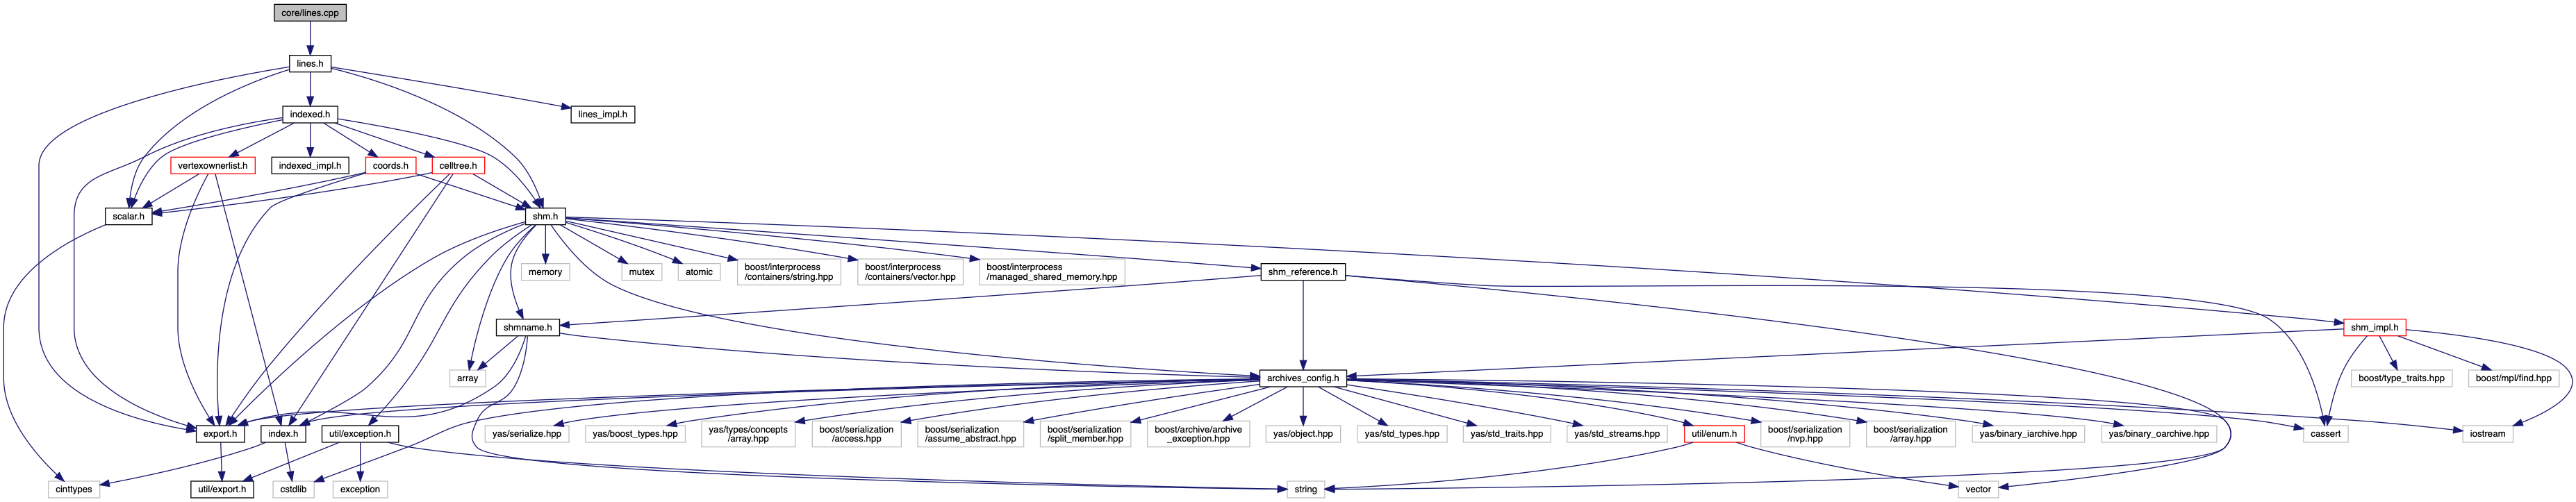 core/lines.cpp
lines.h
indexed.h
lines_impl.h
vertexownerlist.h
indexed_impl.h
coords.h
celltree.h
scalar.h
shm.h
memory
mutex
atomic
boost/interprocess
/containers/string.hpp
boost/interprocess
/containers/vector.hpp
boost/interprocess
/managed_shared_memory.hpp
shm_reference.h
shmname.h
shm_impl.h
array
archives_config.h
boost/type_traits.hpp
boost/mpl/find.hpp
export.h
index.h
util/exception.h
yas/serialize.hpp
yas/boost_types.hpp
yas/types/concepts
/array.hpp
boost/serialization
/access.hpp
boost/serialization
/assume_abstract.hpp
boost/serialization
/split_member.hpp
boost/archive/archive
_exception.hpp
yas/object.hpp
yas/std_types.hpp
yas/std_traits.hpp
yas/std_streams.hpp
util/enum.h
boost/serialization
/nvp.hpp
boost/serialization
/array.hpp
yas/binary_iarchive.hpp
yas/binary_oarchive.hpp
cassert
iostream
cinttypes
util/export.h
cstdlib
exception
string
vector